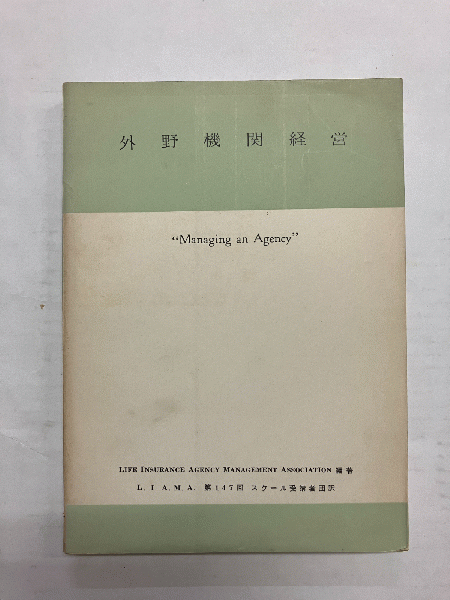 外野機関経営
“Managing an Agency”
LIFE INSURANCE AGENCY MANAGEMENT ASSOCIATION 編著
L. I. A. M. A. 第147回 スクール受講者団訳